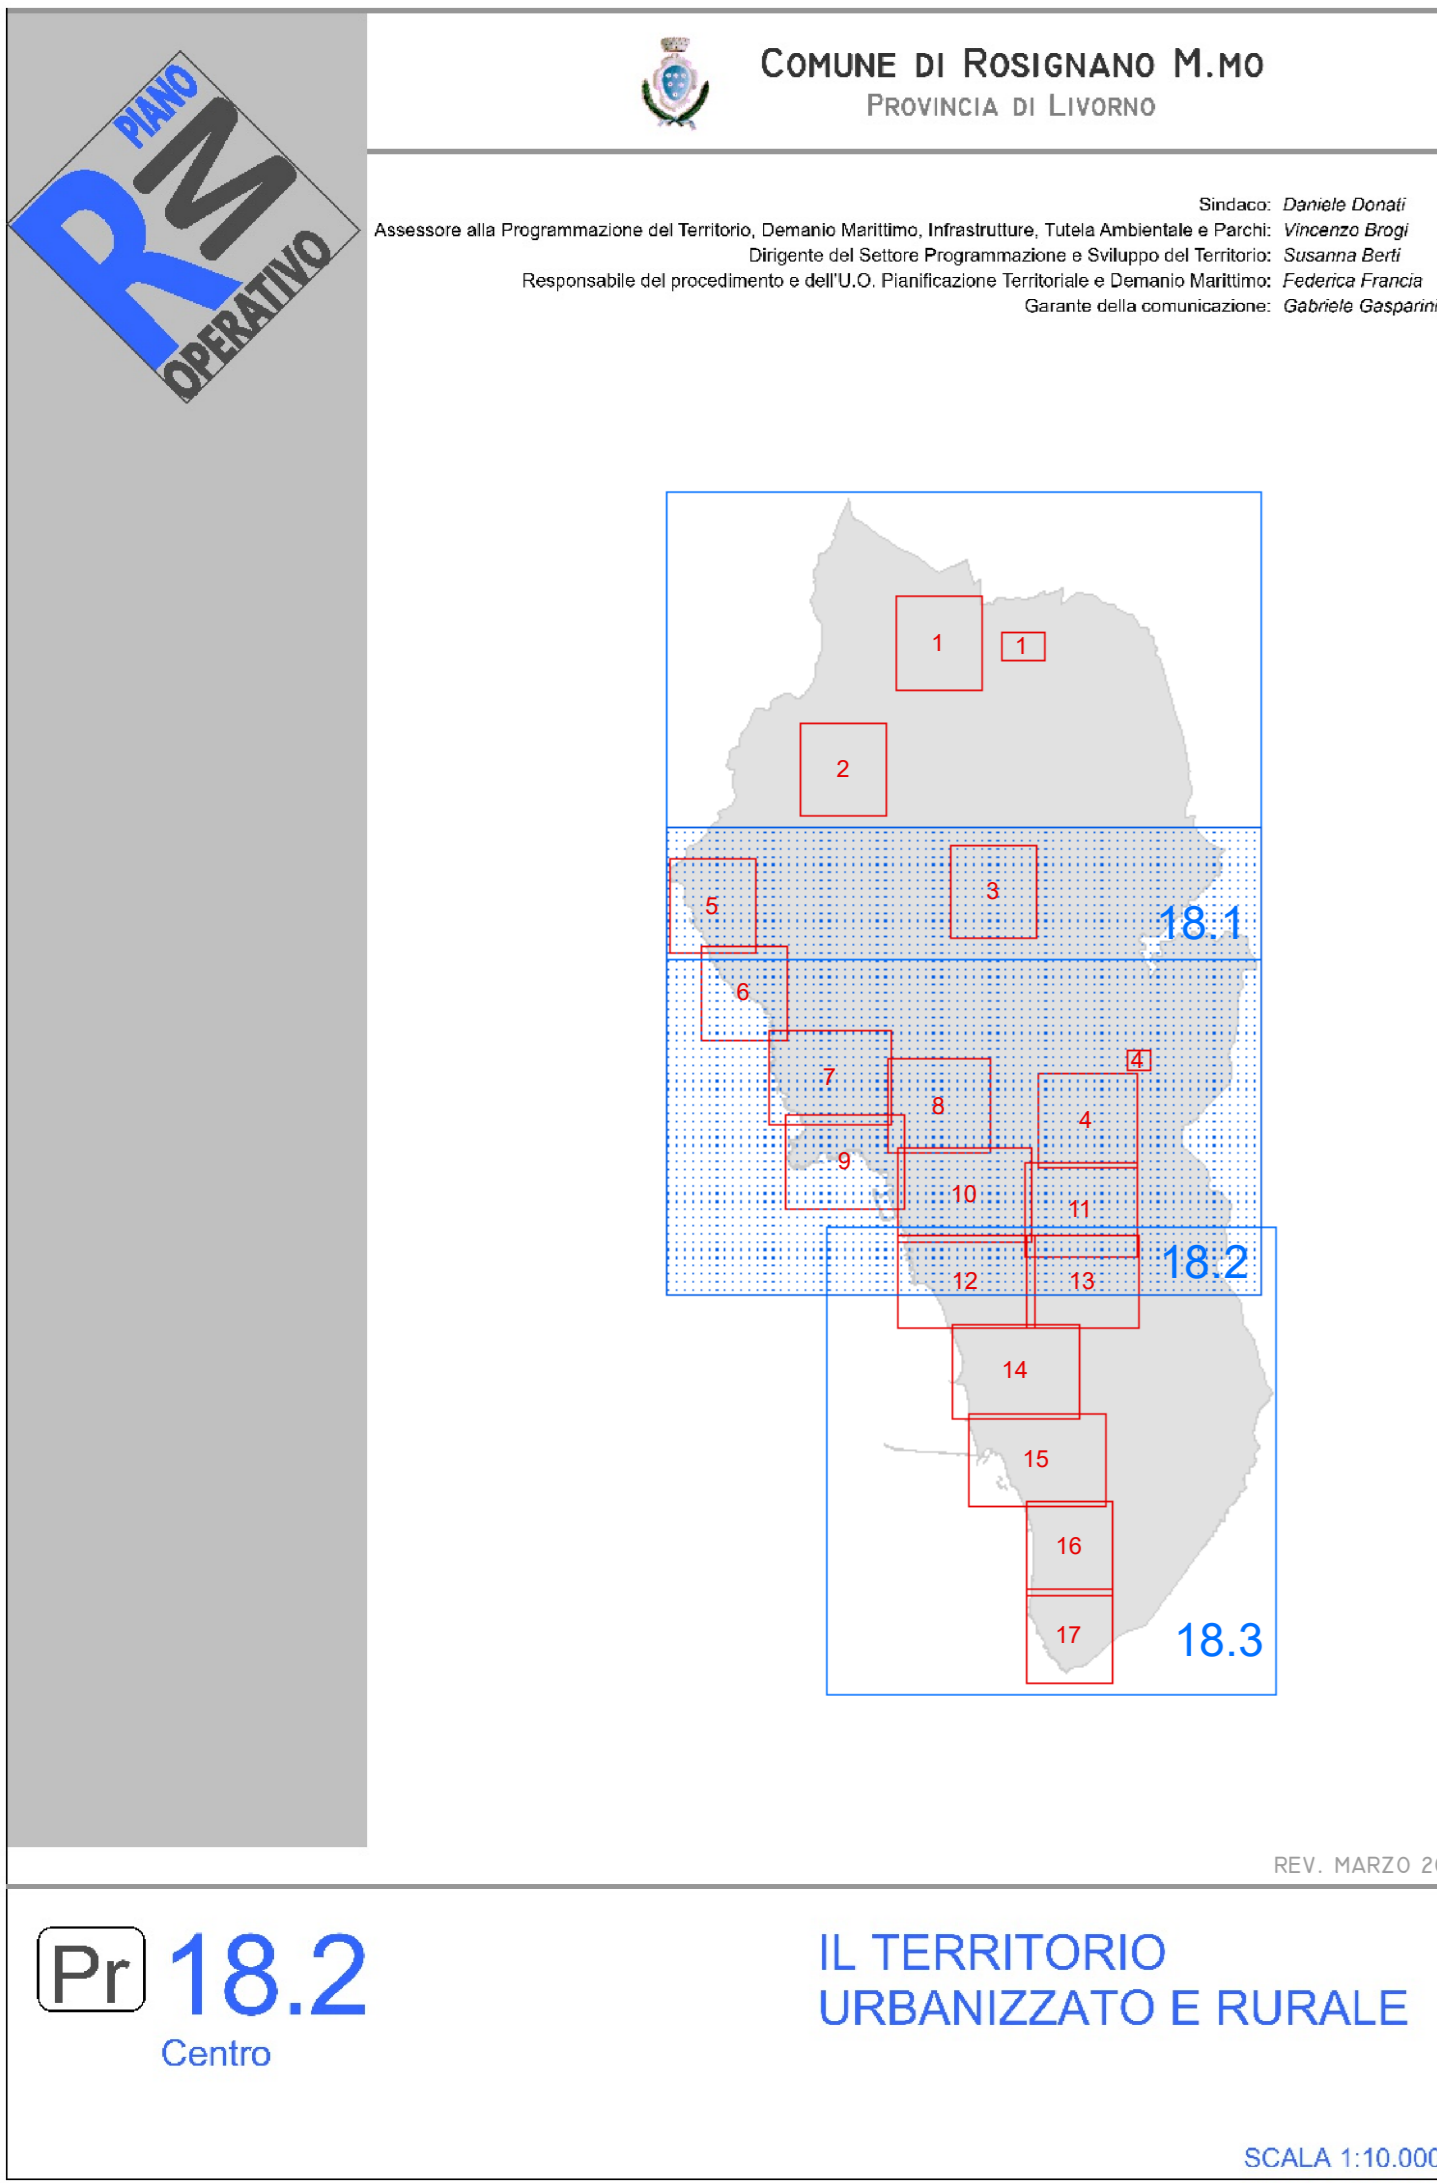 PIANO
RM
OPERATIVO
COMUNE DI ROSIGNANO M.MO
PROVINCIA DI LIVORNO
Sindaco: Daniele Donati
Assessore alla Programmazione del Territorio, Demanio Marittimo, Infrastrutture, Tutela Ambientale e Parchi: Vincenzo Brogi
Dirigente del Settore Programmazione e Sviluppo del Territorio: Susanna Berti
Responsabile del procedimento e dell'U.O. Pianificazione Territoriale e Demanio Marittimo: Federica Francia
Garante della comunicazione: Gabriele Gasparini
1
1
2
3
5
18.1
6
4
7
8
4
9
10
11
18.2
12
13
14
15
16
17
18.3
REV. MARZO
Pr 18.2
Centro
IL TERRITORIO
URBANIZZATO E RURALE
SCALA 1:10.000